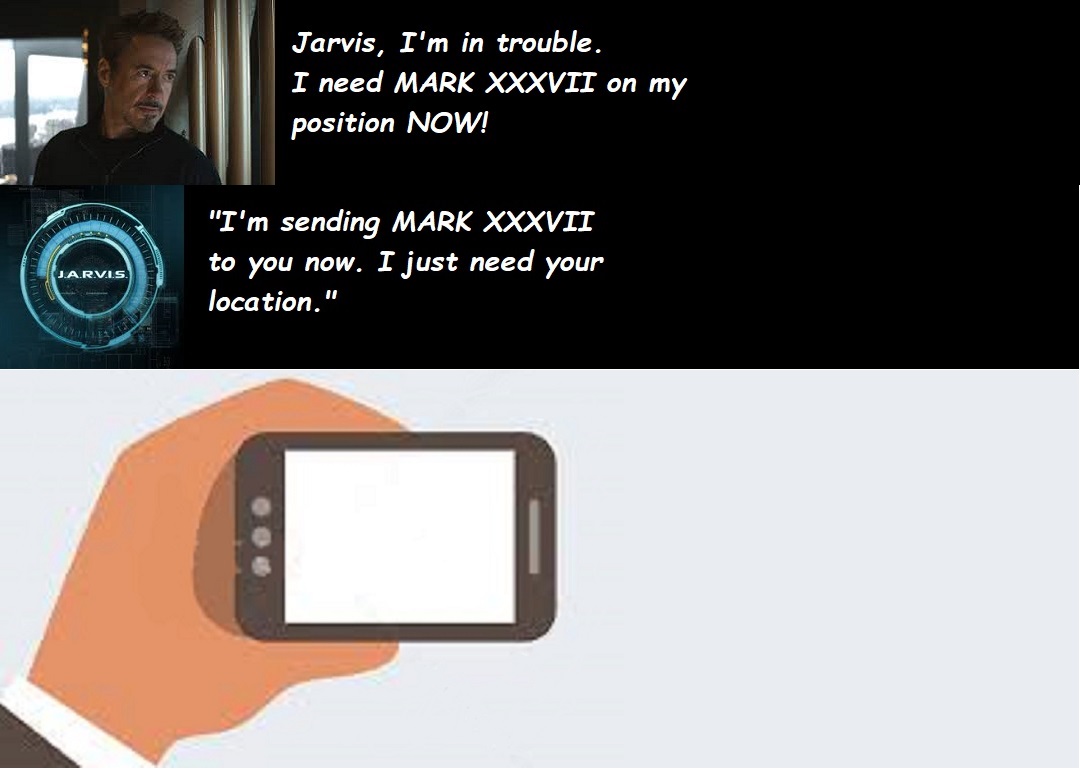 Jarvis, I'm in trouble.
I need MARK XXXVII on my
position NOW!
J.A.R.V.I.S.
"I'm sending MARK XXXVII
to you now. I just need your
location."